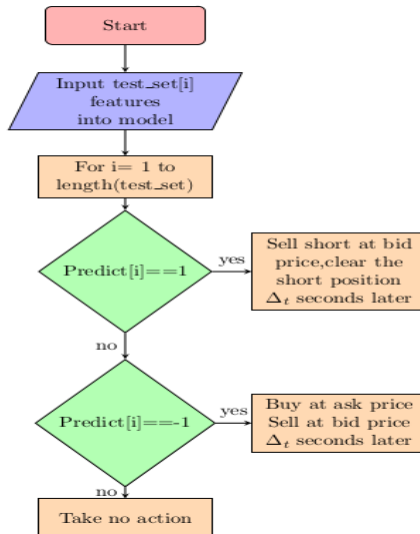 Start
Input test_set[i]
features
into model
For i= 1 to
length(test_set)
Predict[i]==1
yes
Sell short at bid
price,clear the
short position
Δₜ seconds later
no
Predict[i]==-1
yes
Buy at ask price
Sell at bid price
Δₜ seconds later
no
Take no action